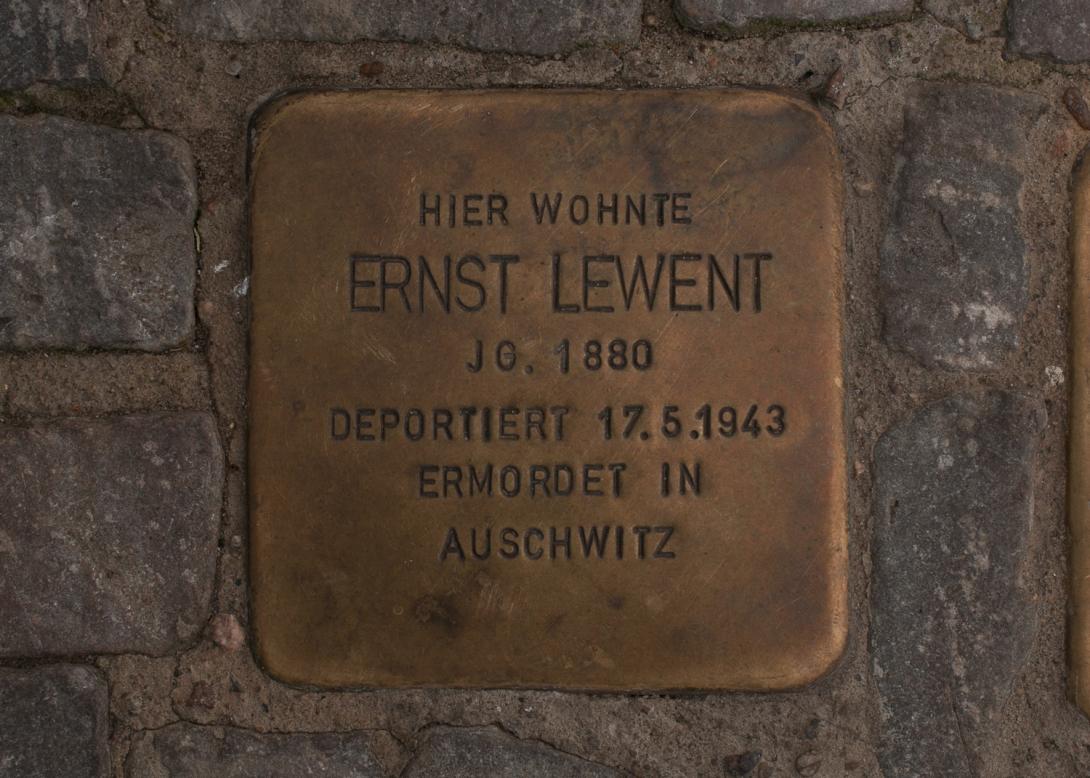 HIER WOHNTE
ERNST LEWENT
JG. 1880
DEPORTIERT 17.5.1943
ERMORDET IN
AUSCHWITZ